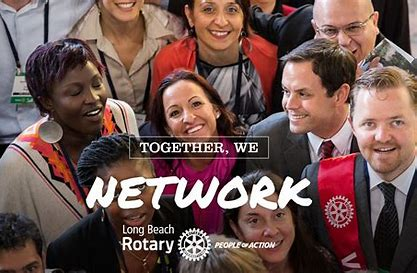 TOGETHER, WE
NETWORK
Long Beach
Rotary
PEOPLE OF ACTION